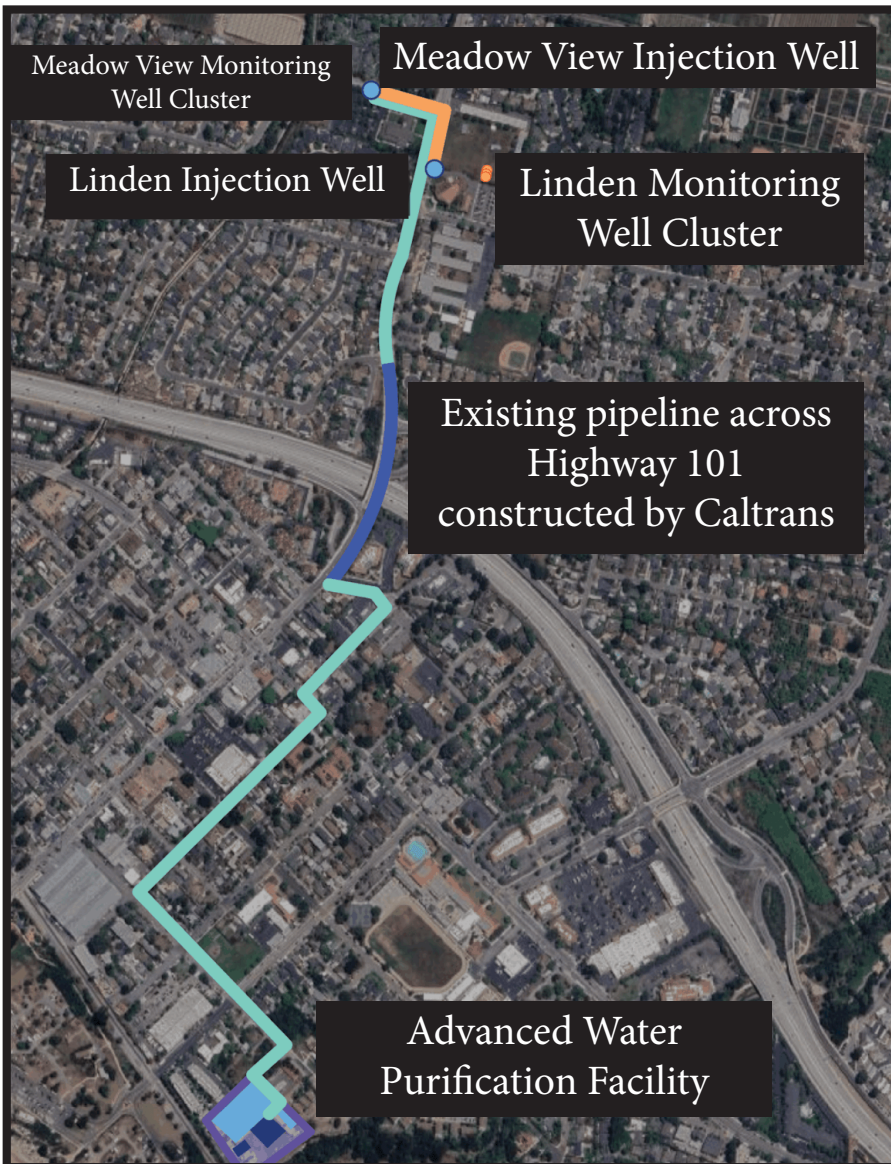 Meadow View Monitoring
Well Cluster
Meadow View Injection Well
Linden Injection Well
Linden Monitoring
Well Cluster
Existing pipeline across
Highway 101
constructed by Caltrans
Advanced Water
Purification Facility